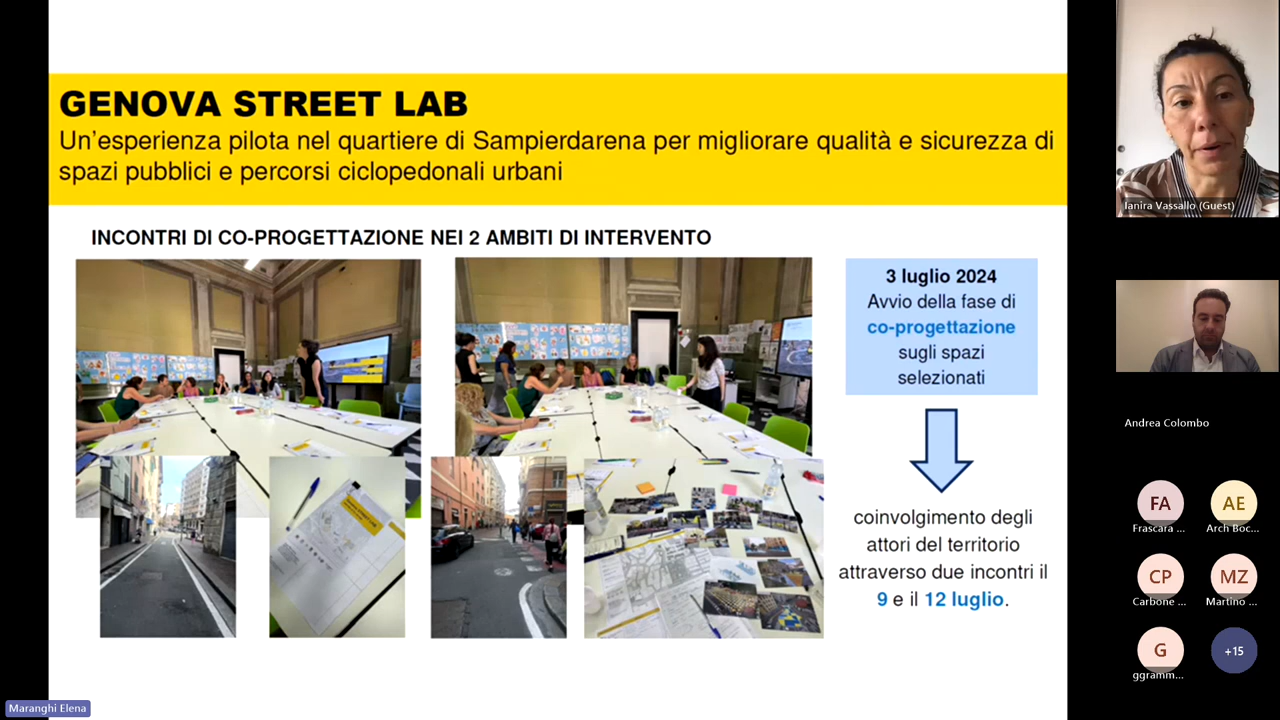 GENOVA STREET LAB
Un'esperienza pilota nel quartiere di Sampierdarena per migliorare qualità e sicurezza di
spazi pubblici e percorsi ciclopedonali urbani
INCONTRI DI CO-PROGETTAZIONE NEI 2 AMBITI DI INTERVENTO
3 luglio 2024
Avvio della fase di
co-progettazione
sugli spazi
selezionati
coinvolgimento degli
attori del territorio
attraverso due incontri il
9 e il 12 luglio.
Ianira Vassallo (Guest)
Andrea Colombo
FA
AE
Frascara ...
Arch Boc...
CP
MZ
Carbone ...
Martino ...
G
+15
ggramm...
Maranghi Elena